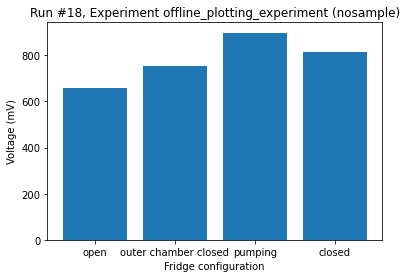 Run #18, Experiment offline_plotting_experiment (nosample)
Voltage (mV)
800
600
400
200
0
open outer chamber closed pumping closed
Fridge configuration